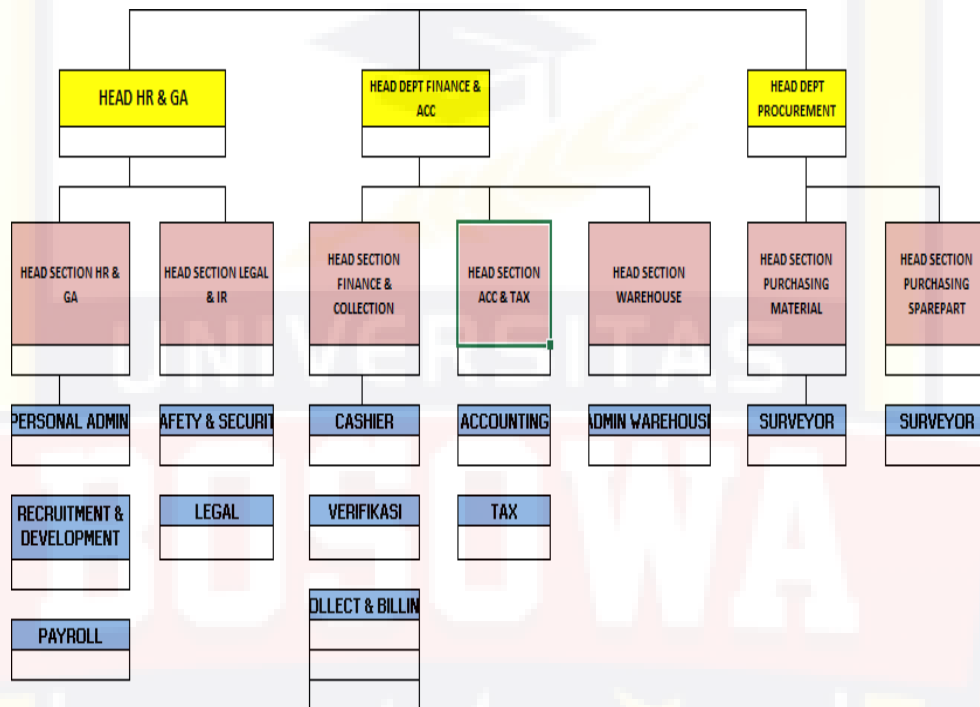 HEAD HR & GA
HEAD DEPT FINANCE &
ACC
HEAD DEPT
PROCUREMENT
HEAD SECTION HR &
GA
HEAD SECTION LEGAL
& IR
HEAD SECTION
FINANCE &
COLLECTION
HEAD SECTION
ACC & TAX
HEAD SECTION
WAREHOUSE
HEAD SECTION
PURCHASING
MATERIAL
HEAD SECTION
PURCHASING
SPAREPART
UNIVERSITAS
PERSONAL ADMIN
AFETY & SECURIT
CASHIER
ACCOUNTING
ADMIN WAREHOUSE
SURVEYOR
SURVEYOR
BOSOWA
RECRUITMENT &
DEVELOPMENT
LEGAL
VERIFIKASI
TAX
OLLECT & BILLIN
PAYROLL